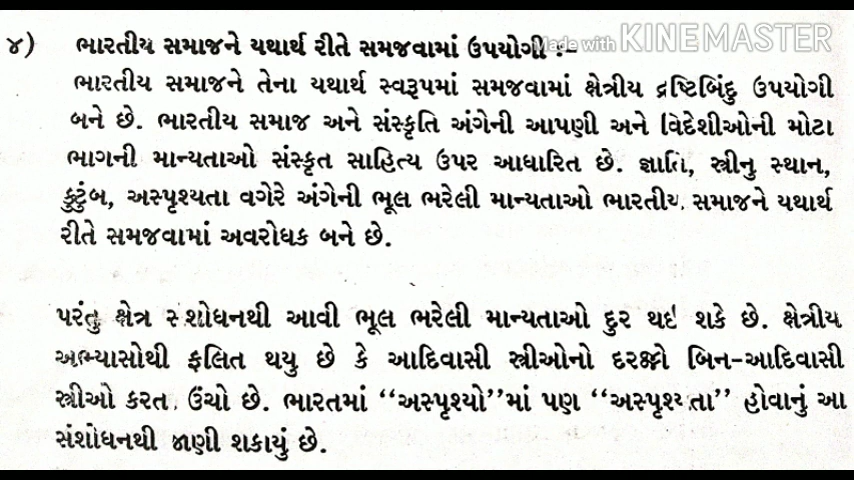 ૪) ભારતીય સમાજને યથાર્થ રીતે સમજવામાં ઉપયોગી :–
Made with KINEMASTER
ભારતીય સમાજને તેના યથાર્થ સ્વરૂપમાં સમજવામાં ક્ષેત્રીય દ્રષ્ટિબિંદુ ઉપયોગી
બને છે. ભારતીય સમાજ અને સંસ્કૃતિ અંગેની આપણી અને વિદેશીઓની મોટા
ભાગની માન્યતાઓ સંસ્કૃત સાહિત્ય ઉપર આધારિત છે. જ્ઞાતિ, સ્ત્રીનુ સ્થાન,
કુટુંબ, અસ્પૃશ્યતા વગેરે અંગેની ભૂલ ભરેલી માન્યતાઓ ભારતીય સમાજને યથાર્થ
રીતે સમજવામાં અવરોધક બને છે.
પરંતુ ક્ષેત્ર સંશોધનથી આવી ભૂલ ભરેલી માન્યતાઓ દુર થઇ શકે છે. ક્ષેત્રીય
અભ્યાસોથી ફલિત થયુ છે કે આદિવાસી સ્ત્રીઓનો દરજ્જો બિન-આદિવાસી
સ્ત્રીઓ કરતા ઉંચો છે. ભારતમાં “અસ્પૃશ્યો”માં પણ “અસ્પૃશ્યતા” હોવાનું આ
સંશોધનથી જાણી શકાયું છે.